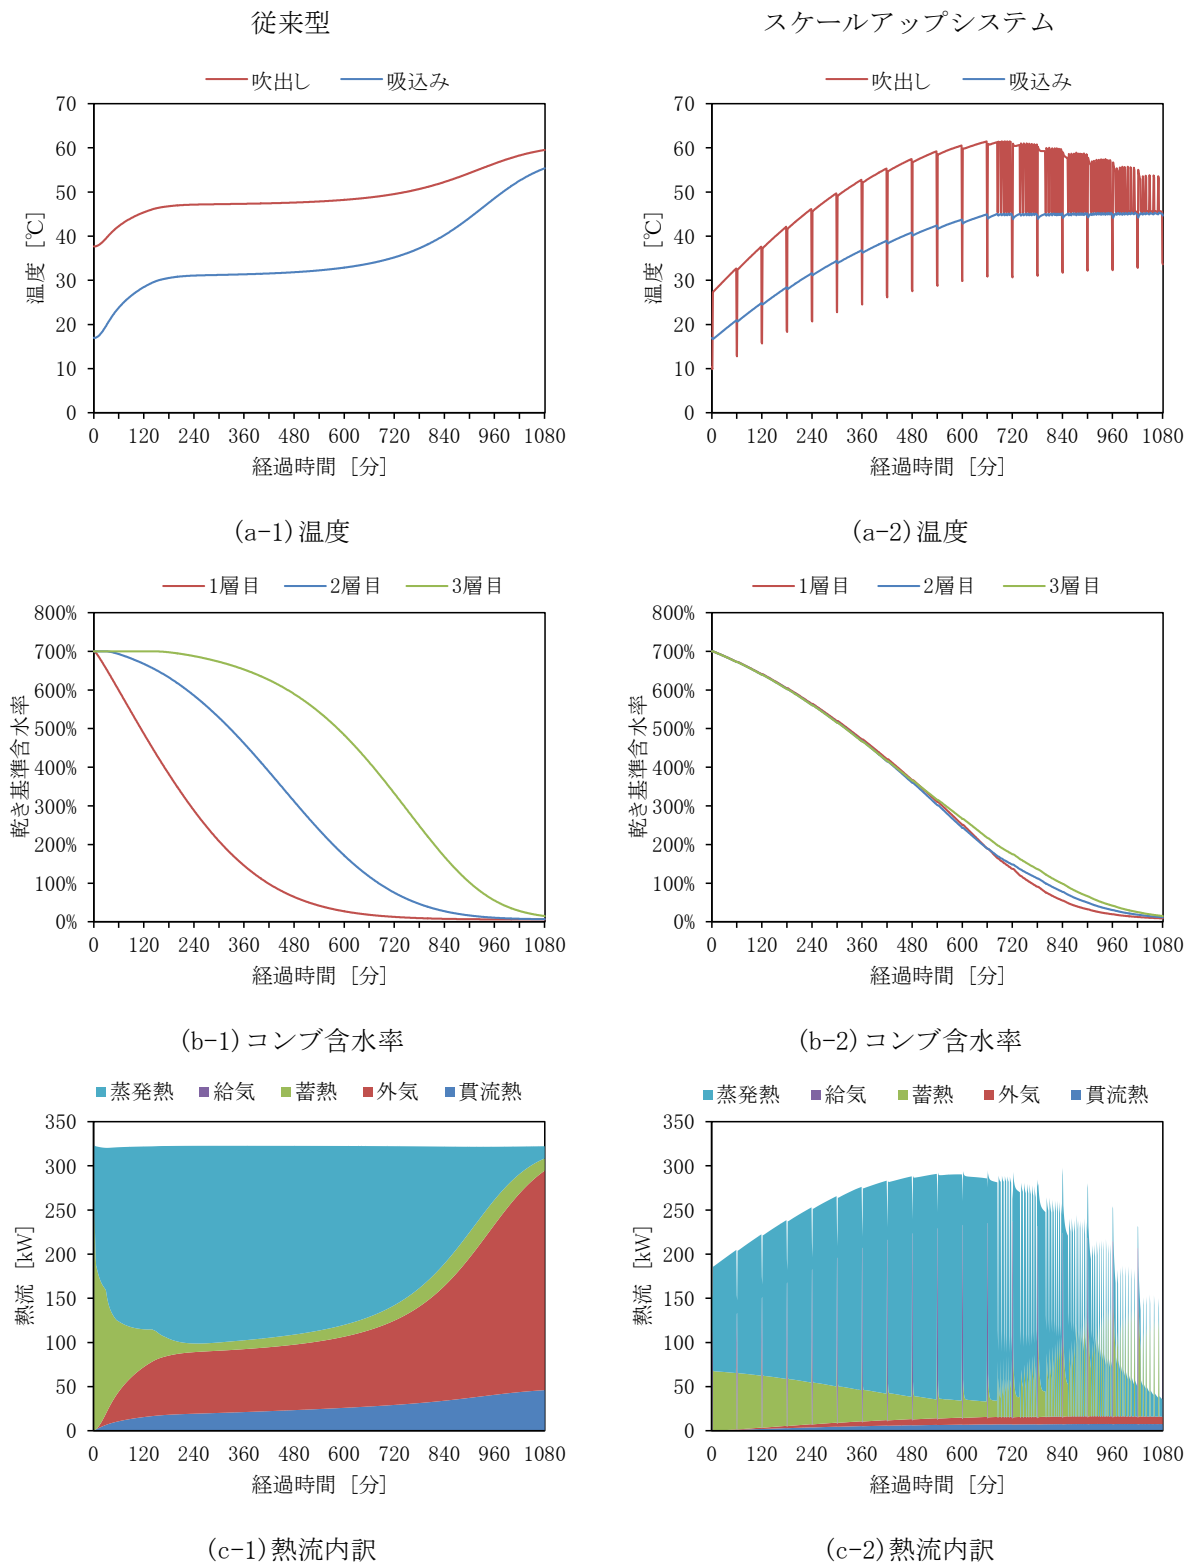 従来型
スケールアップシステム
吹出し 吸込み
吹出し 吸込み
70
60
50
40
30
20
10
0
温度 [℃]
0 120 240 360 480 600 720 840 960 1080
経過時間 [分]
70
60
50
40
30
20
10
0
温度 [℃]
0 120 240 360 480 600 720 840 960 1080
経過時間 [分]
(a-1)温度
(a-2)温度
1層目 2層目 3層目
1層目 2層目 3層目
800%
700%
600%
500%
400%
300%
200%
100%
0%
乾き基準含水率
0 120 240 360 480 600 720 840 960 1080
経過時間 [分]
800%
700%
600%
500%
400%
300%
200%
100%
0%
乾き基準含水率
0 120 240 360 480 600 720 840 960 1080
経過時間 [分]
(b-1)コンブ含水率
(b-2)コンブ含水率
蒸発熱 給気 蓄熱 外気 貫流熱
蒸発熱 給気 蓄熱 外気 貫流熱
350
300
250
200
150
100
50
0
熱流 [kW]
0 120 240 360 480 600 720 840 960 1080
経過時間 [分]
350
300
250
200
150
100
50
0
熱流 [kW]
0 120 240 360 480 600 720 840 960 1080
経過時間 [分]
(c-1)熱流内訳
(c-2)熱流内訳